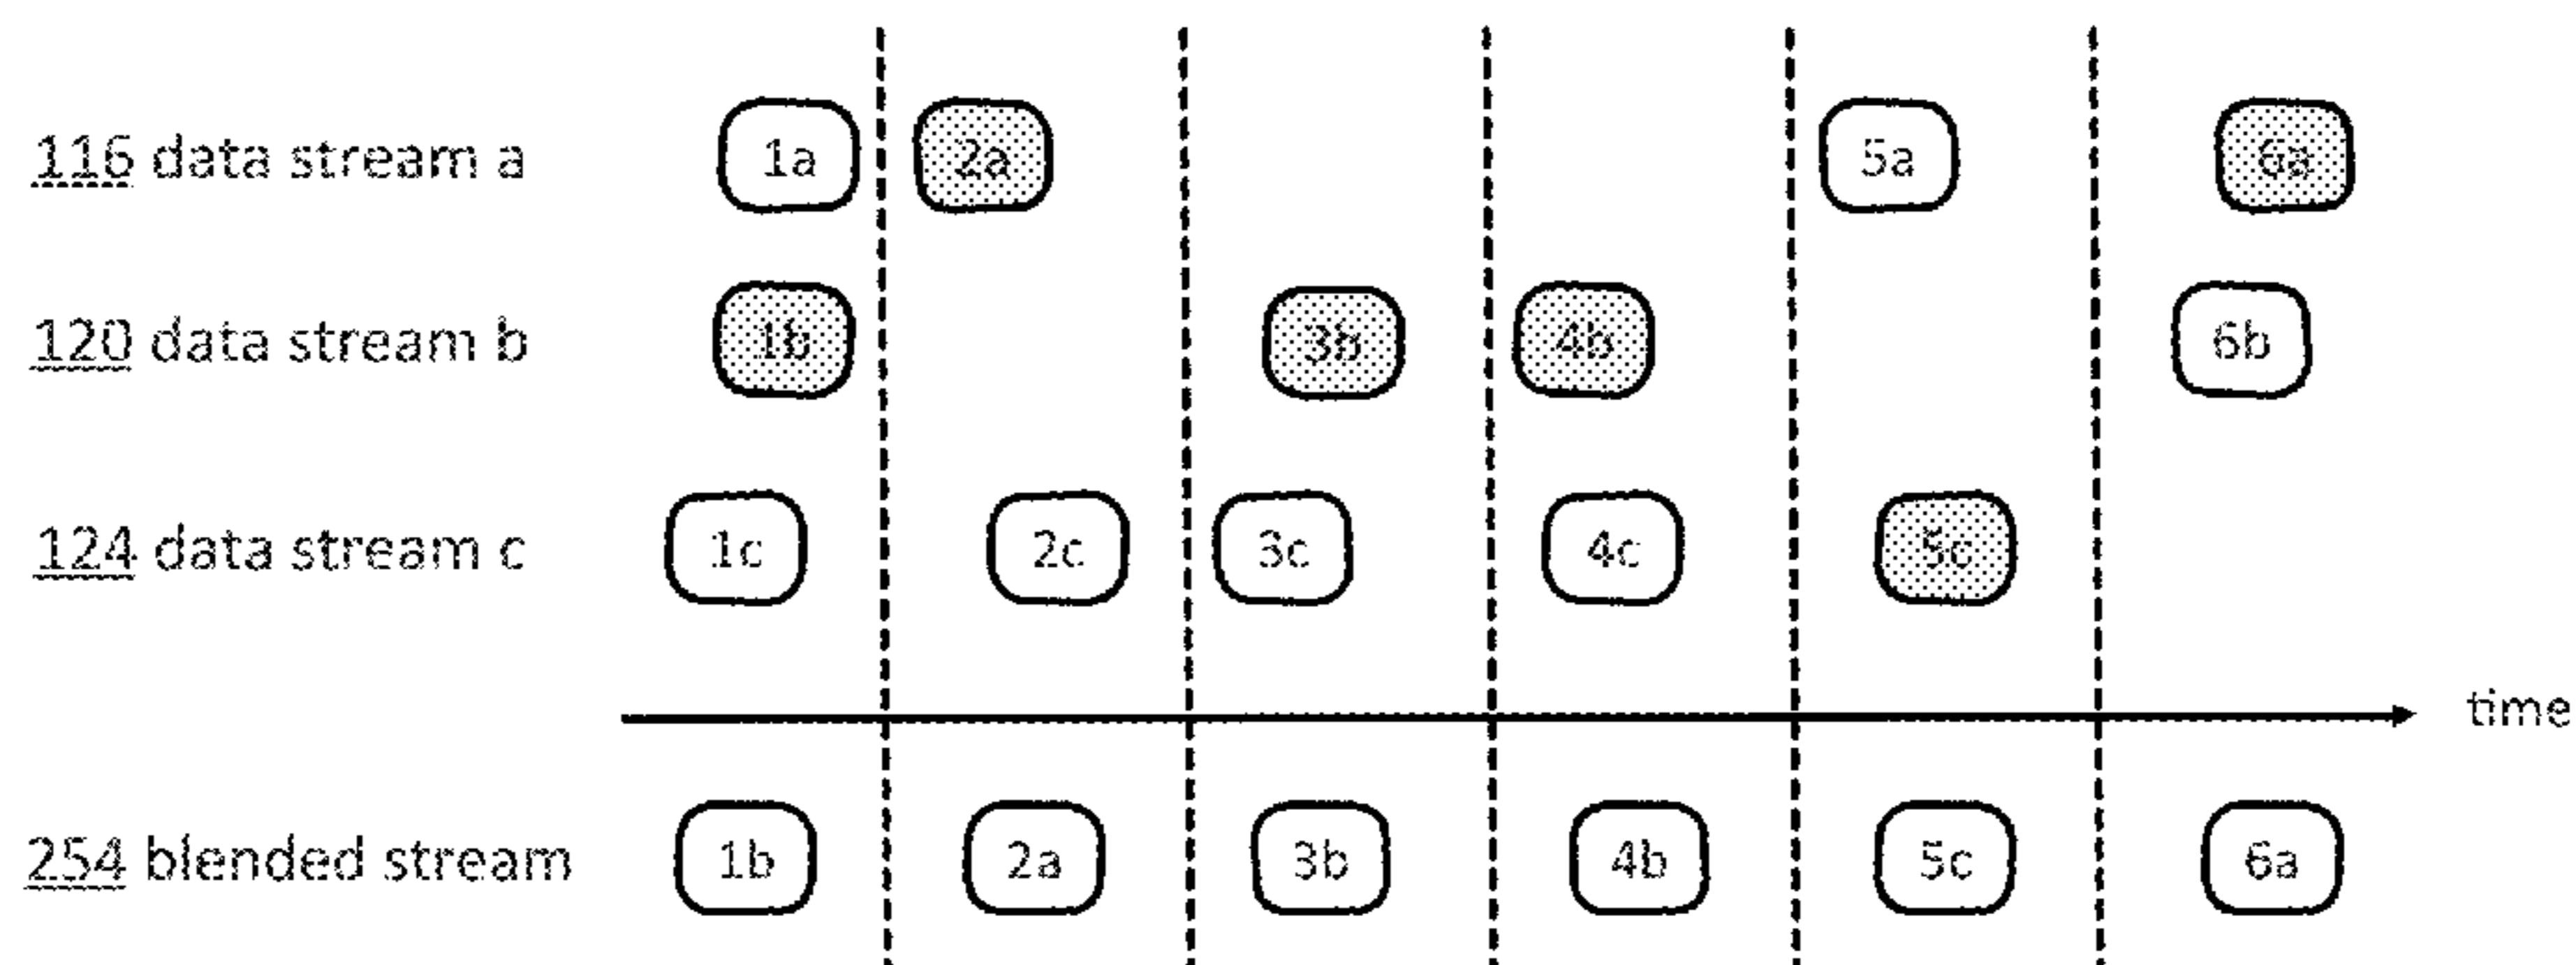 116 data stream a 1a 2a 5a 6a
120 data stream b 1b 3b 4b 6b
124 data stream c 1c 2c 3c 4c 5c
time
254 blended stream 1b 2a 3b 4b 5c 6a